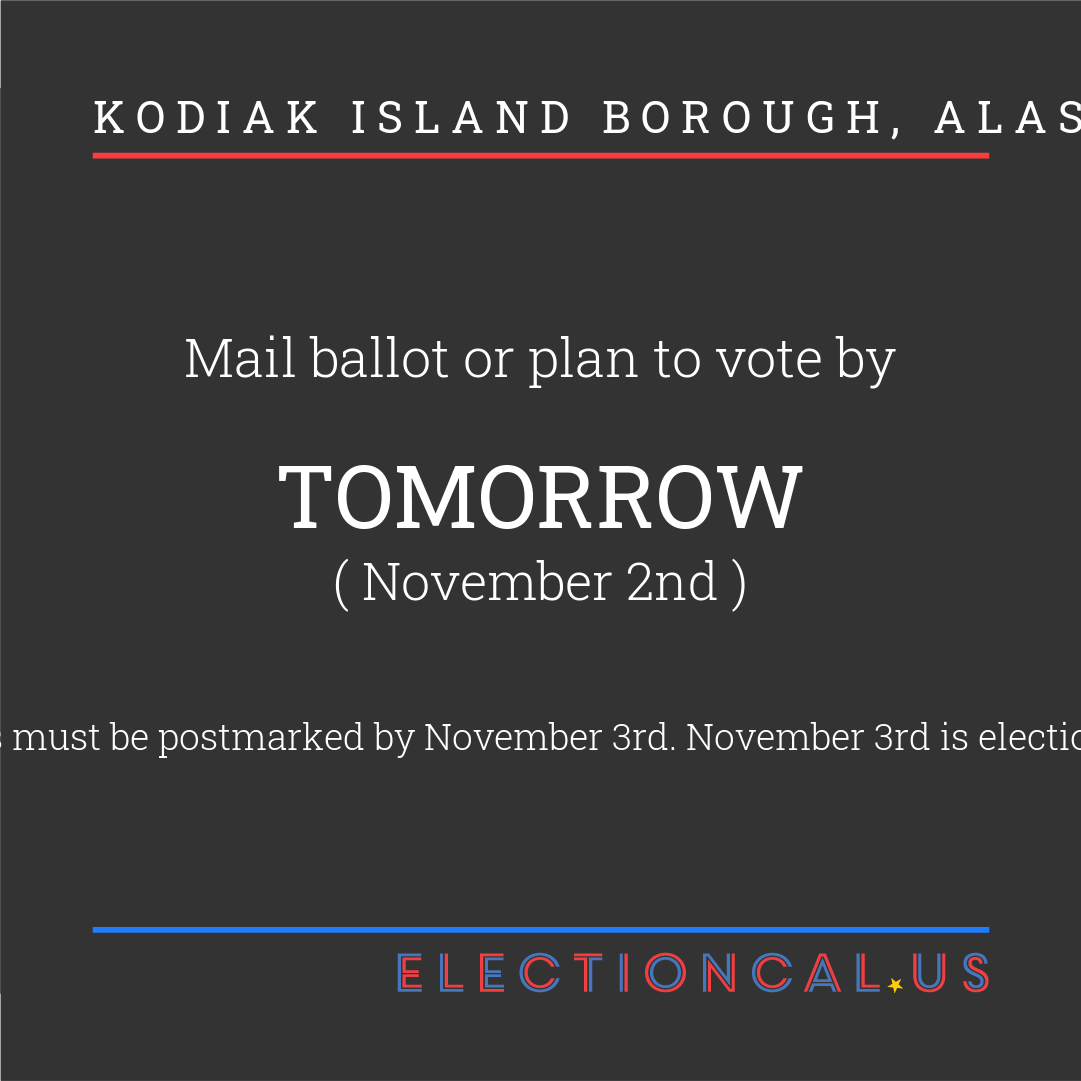 KODIAK ISLAND BOROUGH, ALAS
Mail ballot or plan to vote by
TOMORROW
( November 2nd )
s must be postmarked by November 3rd. November 3rd is electio
ELECTIONCAL.US